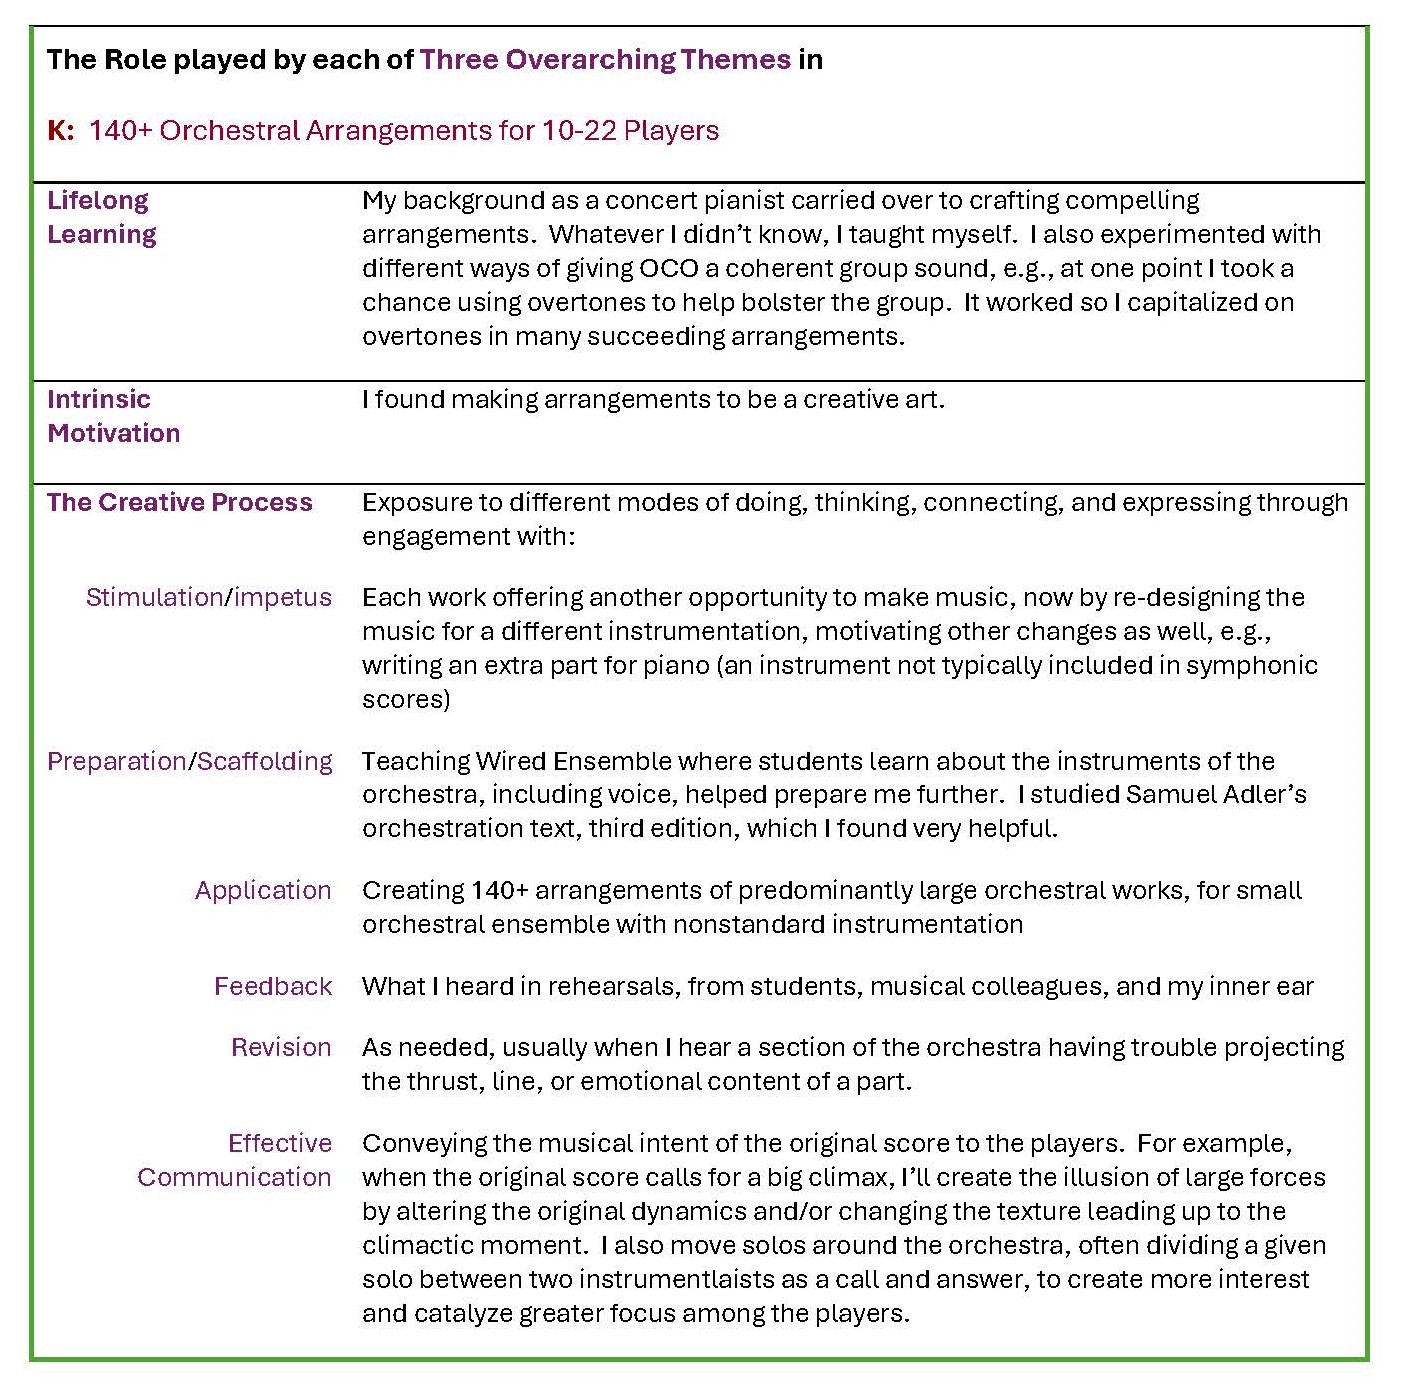 The Role played by each of Three Overarching Themes in
K: 140+ Orchestral Arrangements for 10-22 Players
Lifelong
Learning
My background as a concert pianist carried over to crafting compelling
arrangements. Whatever I didn't know, I taught myself. I also experimented with
different ways of giving OCO a coherent group sound, e.g., at one point I took a
chance using overtones to help bolster the group. It worked so I capitalized on
overtones in many succeeding arrangements.
Intrinsic
Motivation
I found making arrangements to be a creative art.
The Creative Process
Exposure to different modes of doing, thinking, connecting, and expressing through
engagement with:
Stimulation/impetus
Each work offering another opportunity to make music, now by re-designing the
music for a different instrumentation, motivating other changes as well, e.g.,
writing an extra part for piano (an instrument not typically included in symphonic
scores)
Preparation/Scaffolding
Teaching Wired Ensemble where students learn about the instruments of the
orchestra, including voice, helped prepare me further. I studied Samuel Adler's
orchestration text, third edition, which I found very helpful.
Application
Creating 140+ arrangements of predominantly large orchestral works, for small
orchestral ensemble with nonstandard instrumentation
Feedback
What I heard in rehearsals, from students, musical colleagues, and my inner ear
Revision
As needed, usually when I hear a section of the orchestra having trouble projecting
the thrust, line, or emotional content of a part.
Effective
Communication
Conveying the musical intent of the original score to the players. For example,
when the original score calls for a big climax, I'll create the illusion of large forces
by altering the original dynamics and/or changing the texture leading up to the
climactic moment. I also move solos around the orchestra, often dividing a given
solo between two instrumentlaists as a call and answer, to create more interest
and catalyze greater focus among the players.